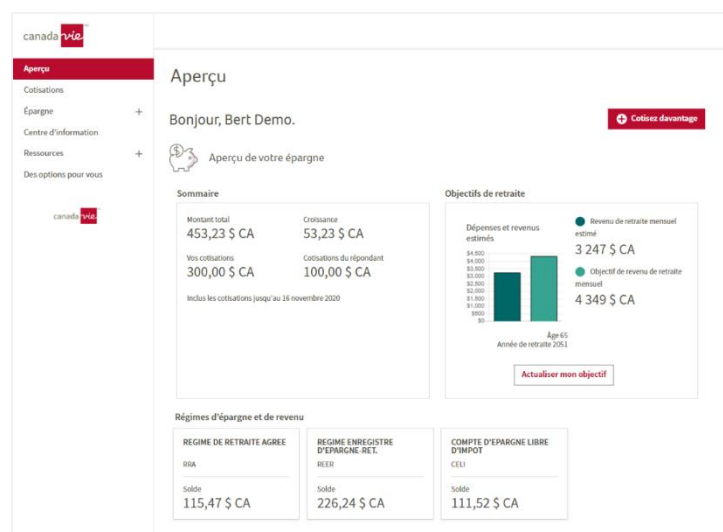 canada vie
Aperçu
Cotisations
Épargne +
Centre d'information
Ressources +
Des options pour vous
canada vie
Aperçu
Bonjour, Bert Demo.
Cotisez davantage
Aperçu de votre épargne
Sommaire
Montant total
453,23 $ CA
Croissance
53,23 $ CA
Vos cotisations
300,00 $ CA
Cotisations du répondant
100,00 $ CA
Inclus les cotisations jusqu'au 16 novembre 2020
Objectifs de retraite
Dépenses et revenus
estimés
$4,500
$4,000
$3,500
$3,000
$2,500
$2,000
$1,500
$1,000
$500
$0
Âge 65
Année de retraite 2051
Revenu de retraite mensuel
estimé
3 247 $ CA
Objectif de revenu de retraite
mensuel
4 349 $ CA
Actualiser mon objectif
Régimes d'épargne et de revenu
REGIME DE RETRAITE AGREE
RRA
Solde
115,47 $ CA
REGIME ENREGISTRE
D'EPARGNE-RET.
REER
Solde
226,24 $ CA
COMPTE D'EPARGNE LIBRE
D'IMPOT
CELI
Solde
111,52 $ CA